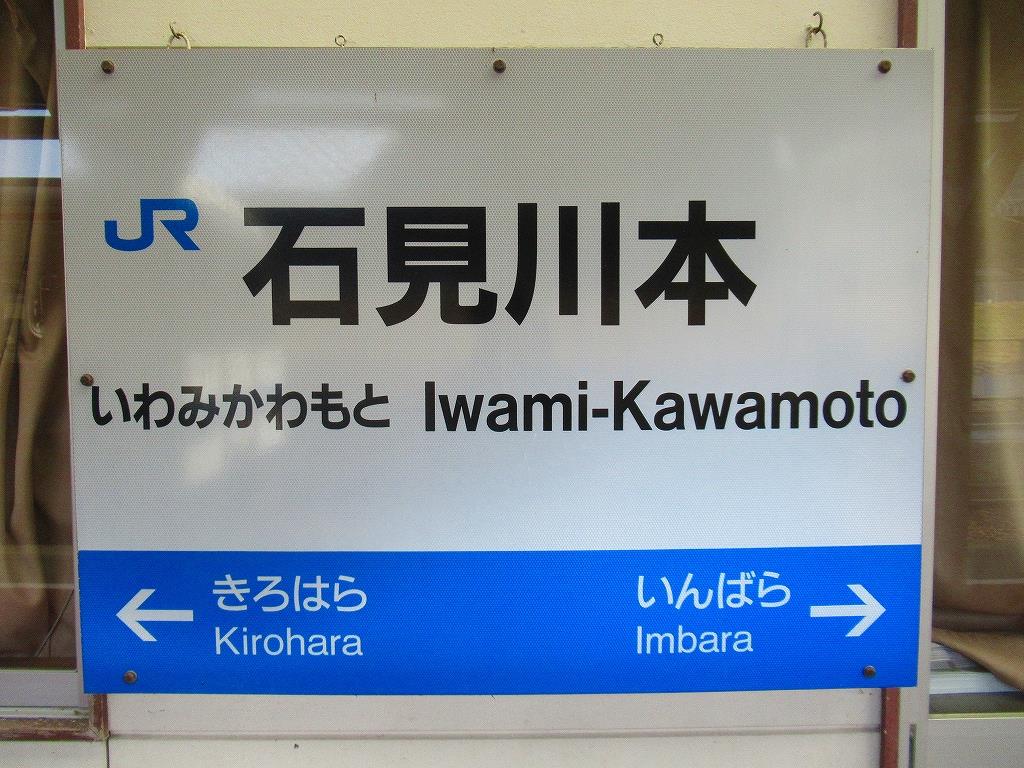 JR 石見川本
いわみかわもと Iwami-Kawamoto
← きろはら いんばら →
Kirohara Imbara